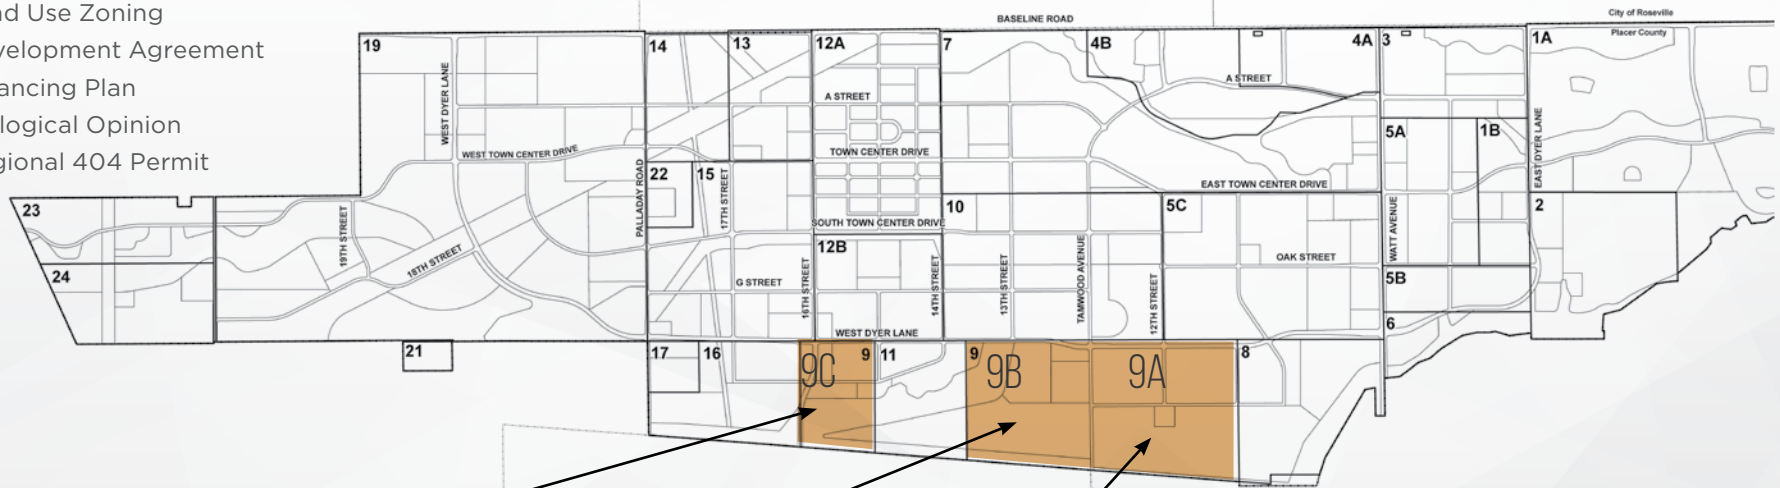 nd Use Zoning
velopment Agreement
ancing Plan
logical Opinion
gional 404 Permit
BASELINE ROAD
City of Roseville
Placer County
19
14
13
12A
7
4B
4A
3
1A
WEST DYER LANE
A STREET
A STREET
5A
1B
EAST DYER LANE
WEST TOWN CENTER DRIVE
TOWN CENTER DRIVE
PALLADAY ROAD
22
15
17TH STREET
EAST TOWN CENTER DRIVE
23
10
5C
WATT AVENUE
2
19TH STREET
SOUTH TOWN CENTER DRIVE
12B
18TH STREET
OAK STREET
24
G STREET
16TH STREET
14TH STREET
13TH STREET
TAMWOOD AVENUE
12TH STREET
5B
WEST DYER LANE
6
21
17
16
9C
9
11
9
9B
9A
8